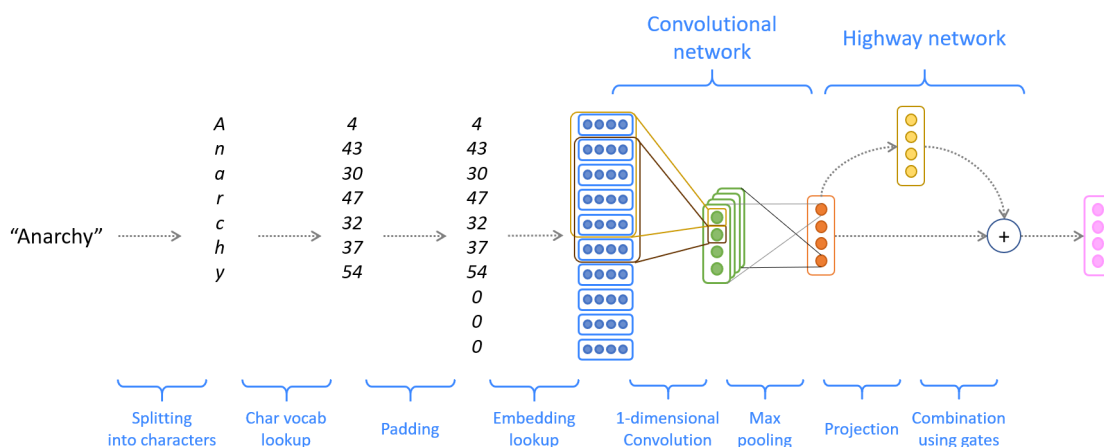 Convolutional
network
Highway network
A 4 4
n 43 43
a 30 30
r 47 47
c 32 32
“Anarchy” +
h 37 37
y 54 54
0
0
0
Splitting
into characters
Char vocab
lookup
Padding
Embedding
lookup
1-dimensional
Convolution
Max
pooling
Projection
Combination
using gates